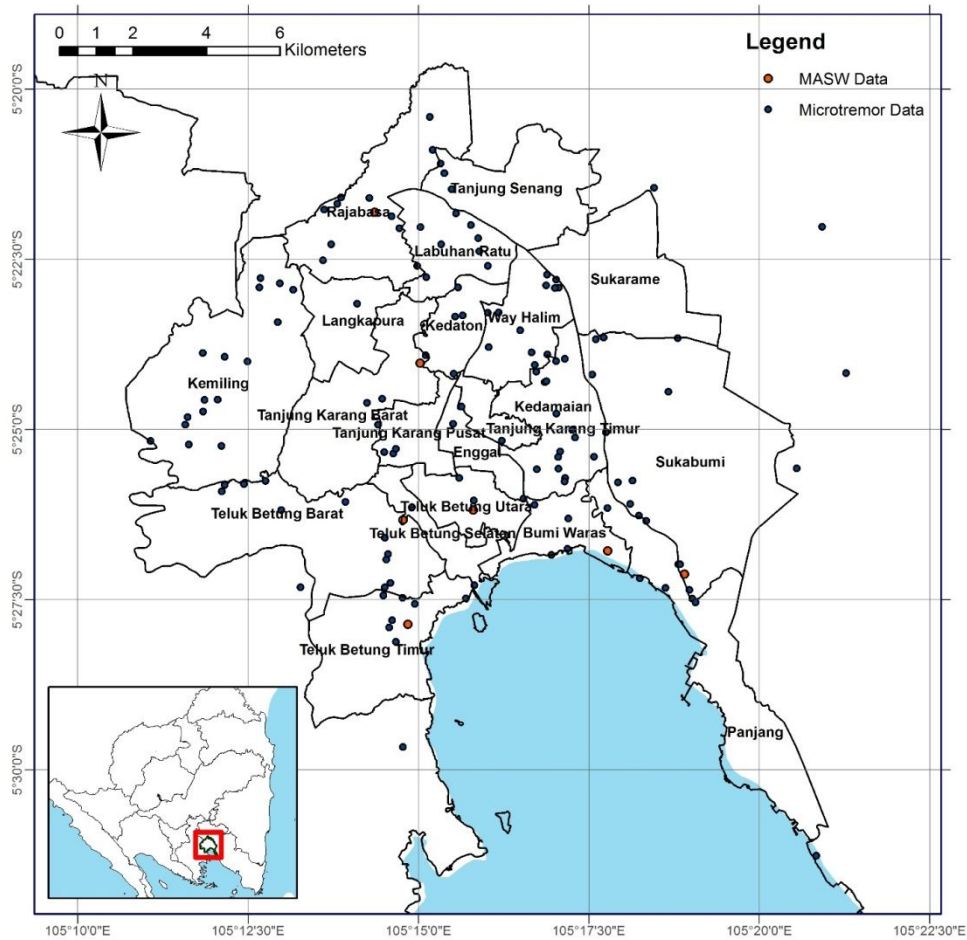 0 1 2 4 6
Kilometers
N
Legend
MASW Data
Microtremor Data
5°20'0"S
5°22'30"S
5°25'0"S
5°27'30"S
5°30'0"S
Tanjung Senang
Rajabasa
Labuhan Ratu
Sukarame
Langkapura
Kedaton
Way Halim
Kemiling
Kedamaian
Tanjung Karang Barat
Tanjung Karang Pusat
Tanjung Karang Timur
Enggal
Sukabumi
Teluk Betung Barat
Teluk Betung Utara
Teluk Betung Selatan
Bumi Waras
Teluk Betung Timur
Panjang
105°10'0"E
105°12'30"E
105°15'0"E
105°17'30"E
105°20'0"E
105°22'30"E